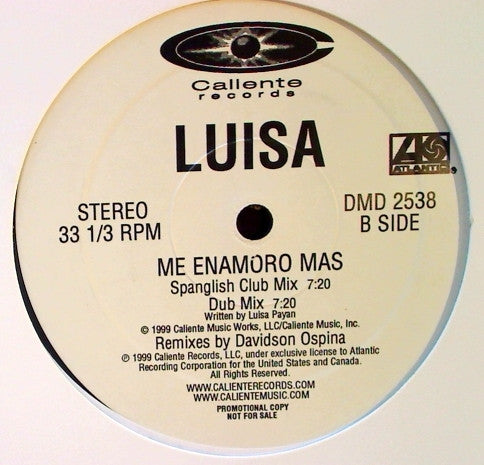 Caliente
records
LUISA
ATLANTIC
STEREO
33 1/3 RPM
DMD 2538
B SIDE
ME ENAMORO MAS
Spanglish Club Mix 7:20
Dub Mix 7:20
Written by Luisa Payan
© 1999 Caliente Music Works, LLC/Caliente Music, Inc.
Remixes by Davidson Ospina
℗ 1999 Caliente Records, LLC, under exclusive license to Atlantic
Recording Corporation for the United States and Canada.
All Rights Reserved.
WWW.CALIENTERECORDS.COM
WWW.CALIENTEMUSIC.COM
PROMOTIONAL COPY
NOT FOR SALE